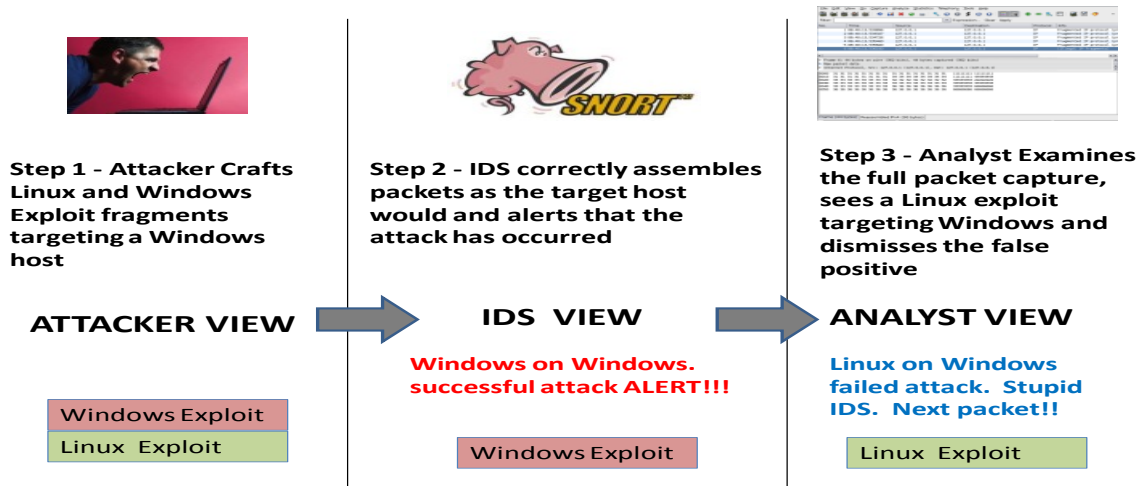 SNORT
Step 1 - Attacker Crafts
Linux and Windows
Exploit fragments
targeting a Windows
host
Step 2 - IDS correctly assembles
packets as the target host
would and alerts that the
attack has occurred
Step 3 - Analyst Examines
the full packet capture,
sees a Linux exploit
targeting Windows and
dismisses the false
positive
ATTACKER VIEW
IDS VIEW
ANALYST VIEW
Windows on Windows.
successful attack ALERT!!!
Linux on Windows
failed attack. Stupid
IDS. Next packet!!
Windows Exploit
Linux Exploit
Windows Exploit
Linux Exploit